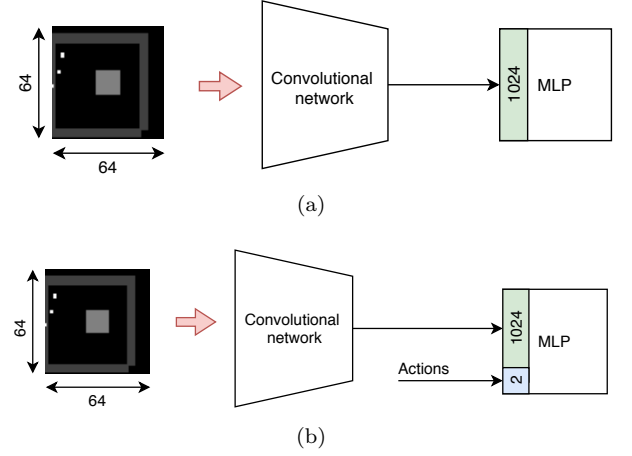 64
64
Convolutional
network
1024
MLP
(a)
64
64
Convolutional
network
1024
MLP
Actions
2
(b)